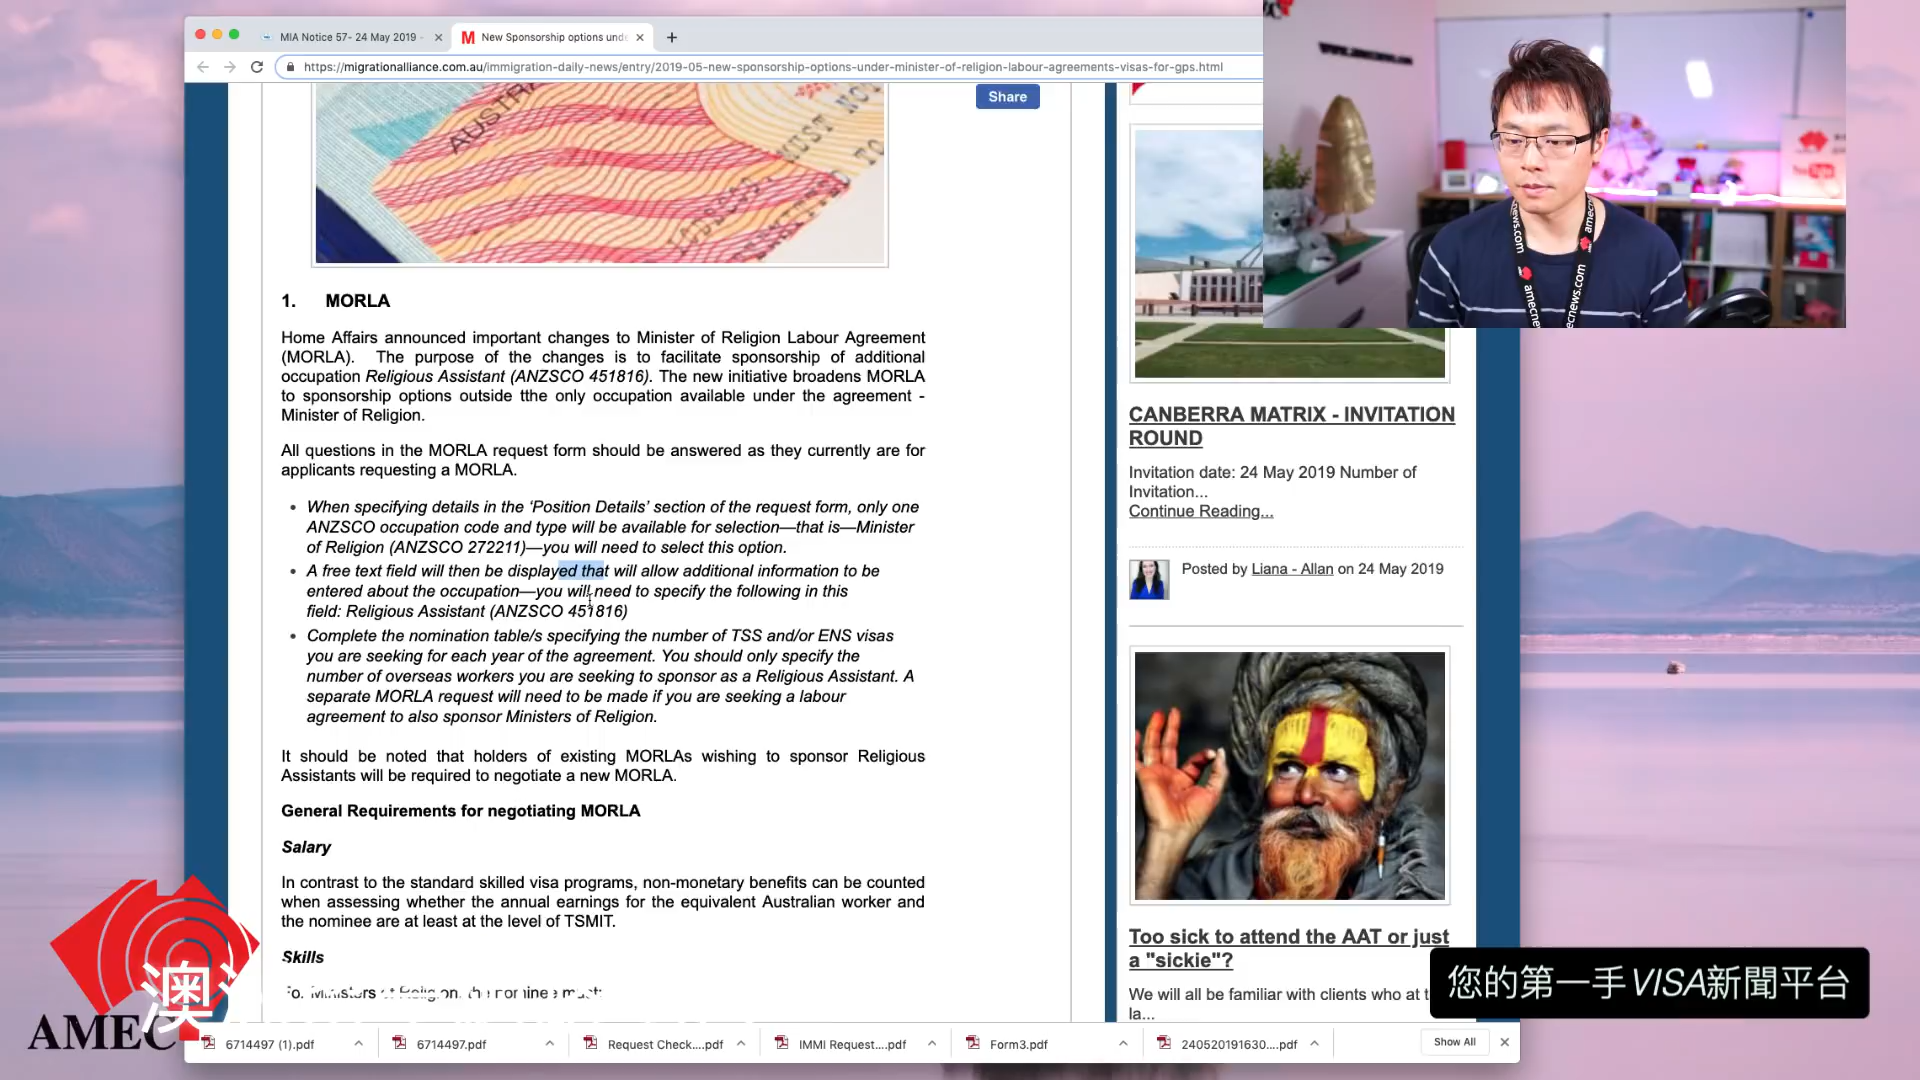 MIA Notice 57- 24 May 2019 -
New Sponsorship options unde
https://migrationalliance.com.au/immigration-daily-news/entry/2019-05-new-sponsorship-options-under-minister-of-religion-labour-agreements-visas-for-gps.html
Share
AUSTRA
MUST NO
1. MORLA
Home Affairs announced important changes to Minister of Religion Labour Agreement
(MORLA). The purpose of the changes is to facilitate sponsorship of additional
occupation Religious Assistant (ANZSCO 451816). The new initiative broadens MORLA
to sponsorship options outside tthe only occupation available under the agreement -
Minister of Religion.
All questions in the MORLA request form should be answered as they currently are for
applicants requesting a MORLA.
• When specifying details in the ‘Position Details’ section of the request form, only one
ANZSCO occupation code and type will be available for selection—that is—Minister
of Religion (ANZSCO 272211)—you will need to select this option.
• A free text field will then be displayed that will allow additional information to be
entered about the occupation—you will need to specify the following in this
field: Religious Assistant (ANZSCO 451816)
• Complete the nomination table/s specifying the number of TSS and/or ENS visas
you are seeking for each year of the agreement. You should only specify the
number of overseas workers you are seeking to sponsor as a Religious Assistant. A
separate MORLA request will need to be made if you are seeking a labour
agreement to also sponsor Ministers of Religion.
It should be noted that holders of existing MORLAs wishing to sponsor Religious
Assistants will be required to negotiate a new MORLA.
General Requirements for negotiating MORLA
Salary
In contrast to the standard skilled visa programs, non-monetary benefits can be counted
when assessing whether the annual earnings for the equivalent Australian worker and
the nominee are at least at the level of TSMIT.
Skills
For Ministers of Religion, the nominee must:
CANBERRA MATRIX - INVITATION
ROUND
Invitation date: 24 May 2019 Number of
Invitation...
Continue Reading...
Posted by Liana - Allan on 24 May 2019
Too sick to attend the AAT or just
a "sickie"?
We will all be familiar with clients who at t
la...
amecnews.com
amecnews.com
YouTube
您的第一手VISA新聞平台
澳
AMEC
6714497 (1).pdf
6714497.pdf
Request Check....pdf
IMMI Request....pdf
Form3.pdf
240520191630....pdf
Show All